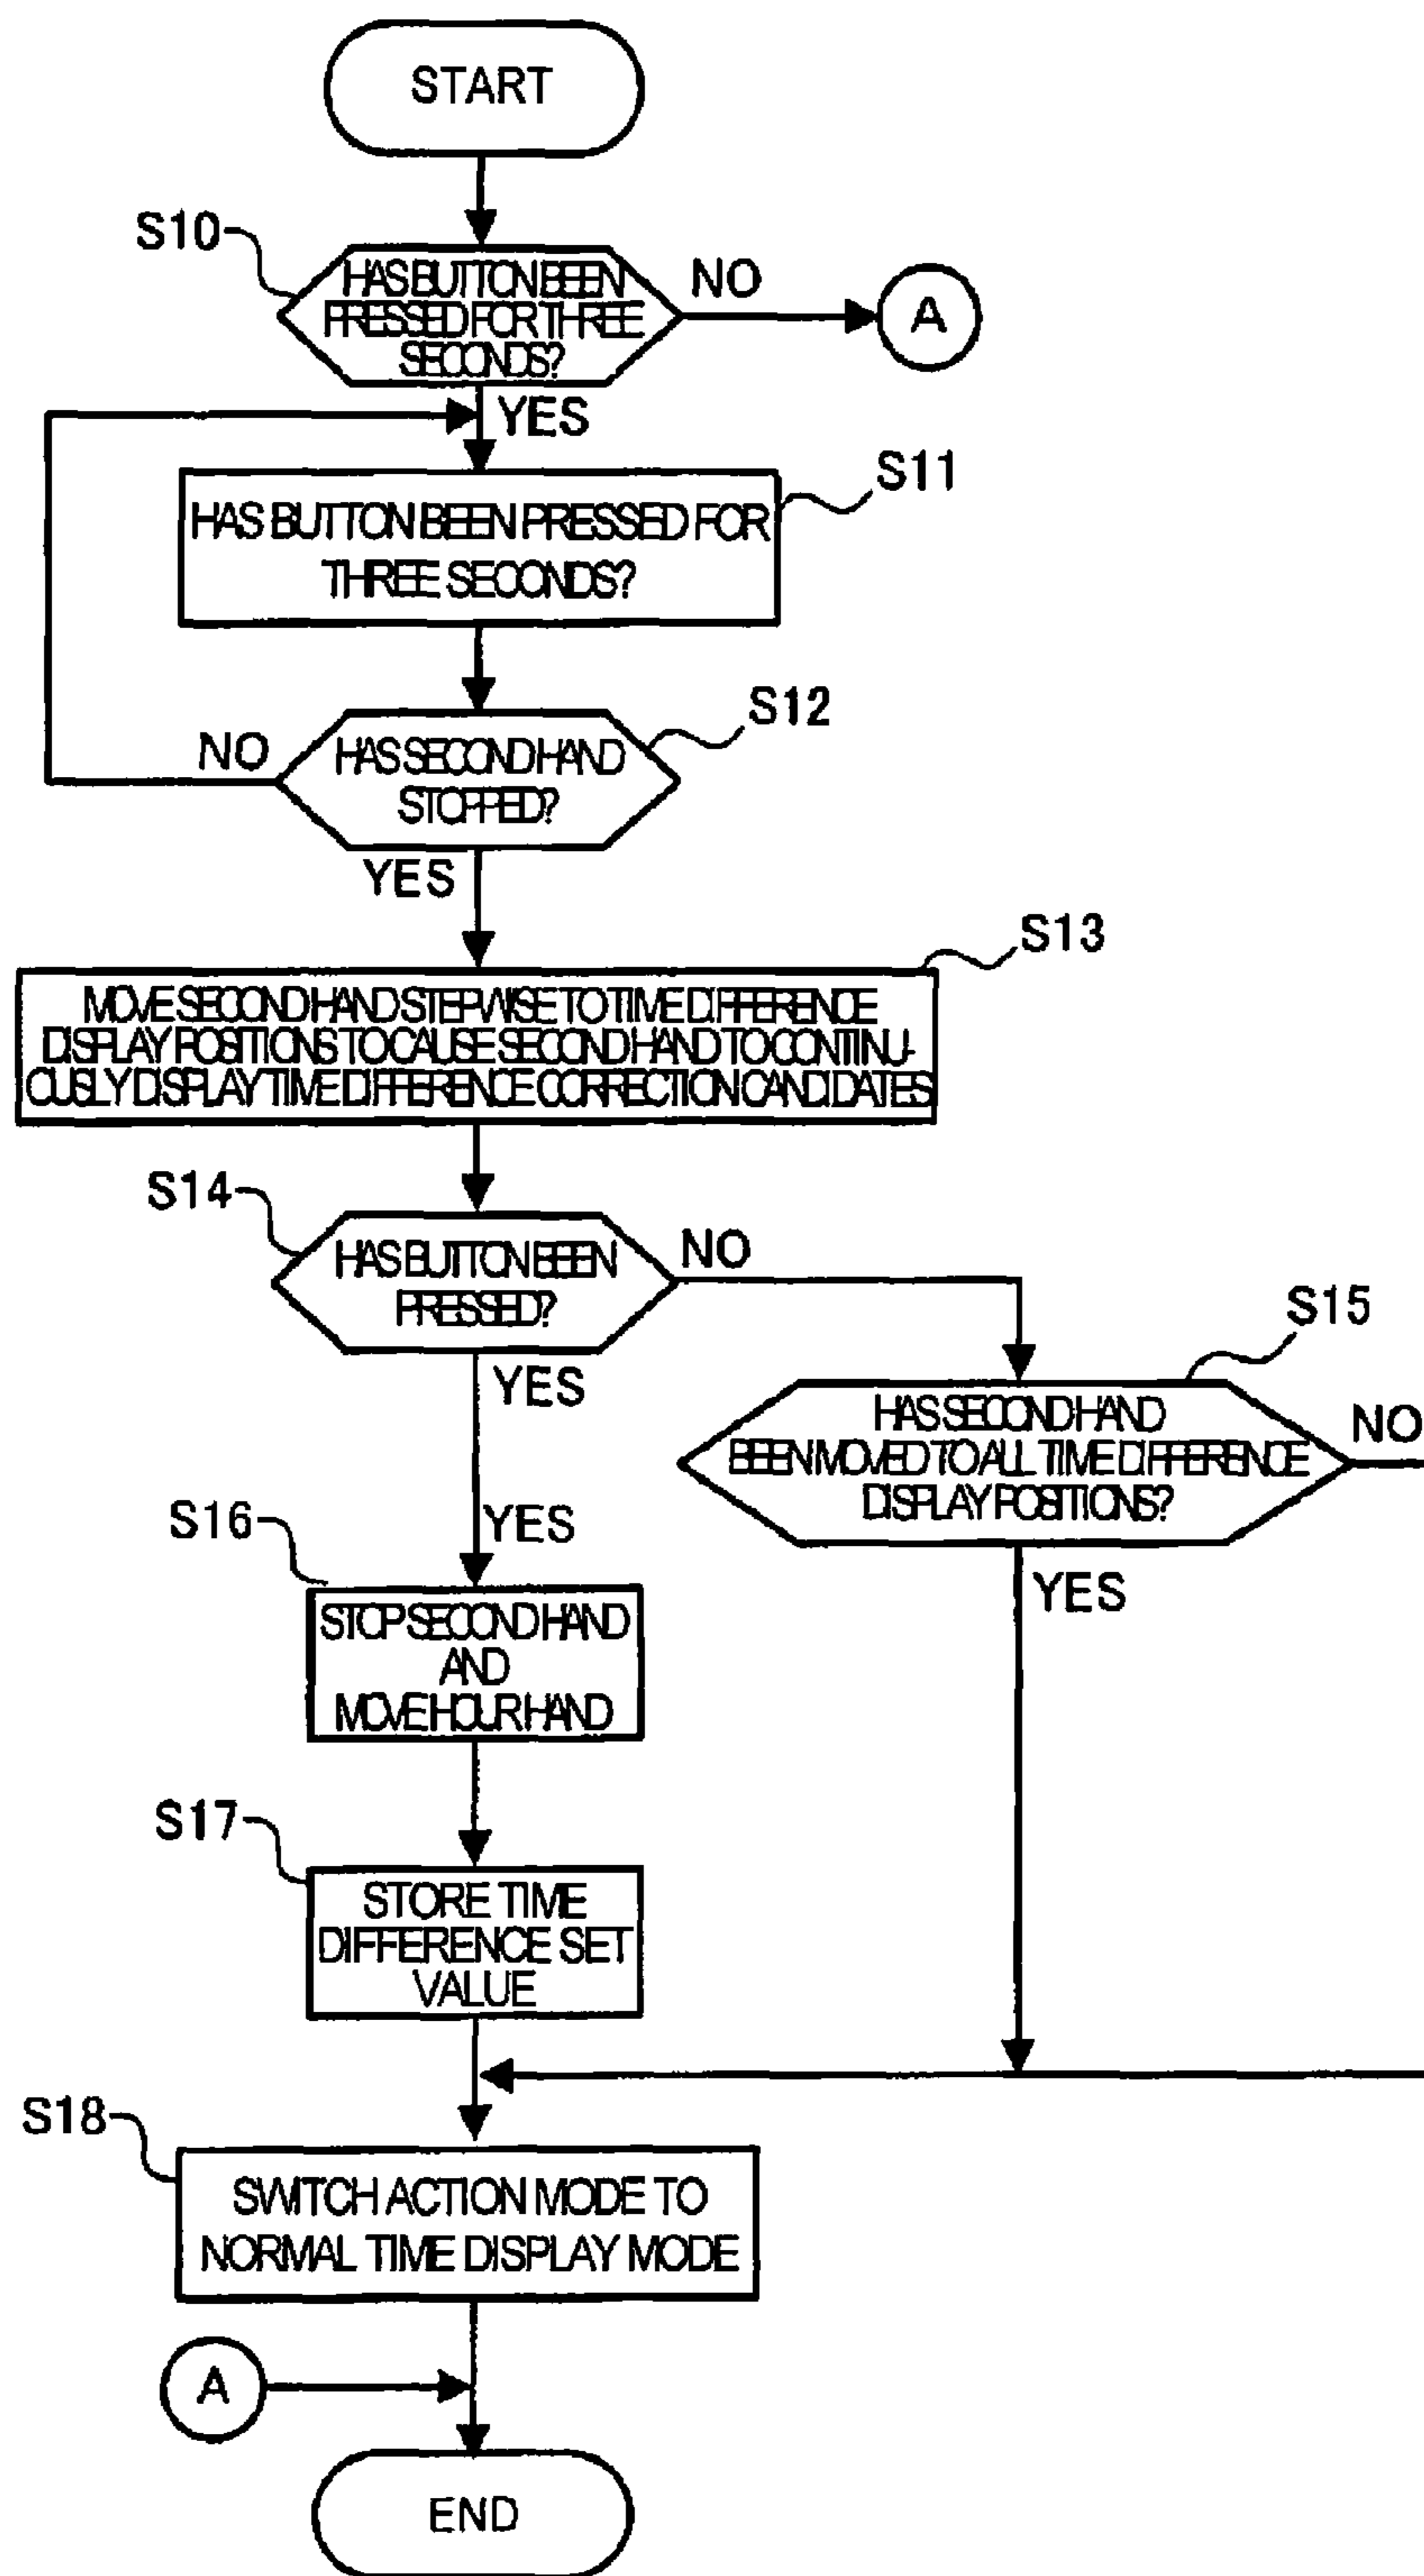 START
S10
HAS BUTTON BEEN
PRESSED FOR THREE
SECONDS?
NO
A
YES
S11
HAS BUTTON BEEN PRESSED FOR
THREE SECONDS?
S12
NO
HAS SECOND HAND
STOPPED?
YES
S13
MOVE SECOND HAND STEPWISE TO TIME DIFFERENCE
DISPLAY POSITIONS TO CAUSE SECOND HAND TO CONTINU-
OUSLY DISPLAY TIME DIFFERENCE CORRECTION CANDIDATES
S14
HAS BUTTON BEEN
PRESSED?
NO
YES
S15
HAS SECOND HAND
BEEN MOVED TO ALL TIME DIFFERENCE
DISPLAY POSITIONS?
NO
YES
S16
YES
STOP SECOND HAND
AND
MOVE HOUR HAND
S17
STORE TIME
DIFFERENCE SET
VALUE
S18
SWITCH ACTION MODE TO
NORMAL TIME DISPLAY MODE
A
END